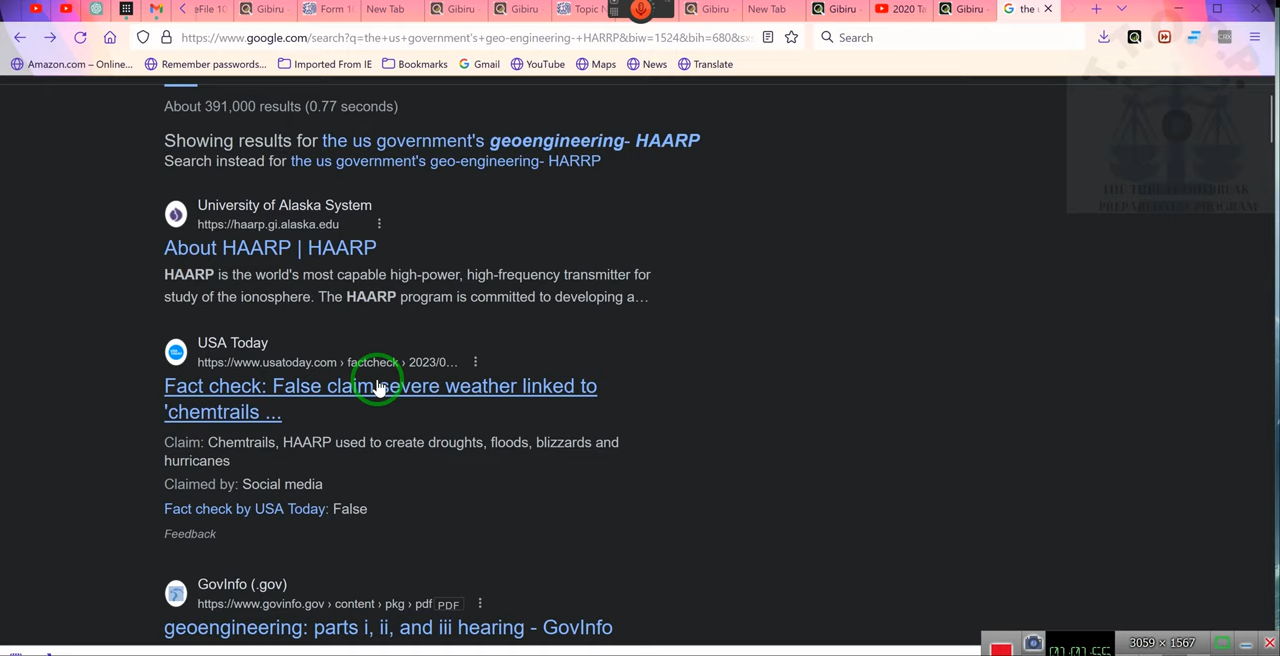 eFile 10
Gibiru
Form 1
New Tab
Gibiru
Gibiru
Topic N
Gibiru
New Tab
Gibiru
2020 Ta
Gibiru
the
https://www.google.com/search?q=the+us+government's+geo-engineering-+HARRP&biw=1524&bih=680&sx
Search
Amazon.com – Online...
Remember passwords...
Imported From IE
Bookmarks
Gmail
YouTube
Maps
News
Translate
T.T.O.P.P.
THE THREAT OUTBREAK
PREPAREDNESS PROGRAM
About 391,000 results (0.77 seconds)
Showing results for the us government's geoengineering- HAARP
Search instead for the us government's geo-engineering- HARRP
University of Alaska System
https://haarp.gi.alaska.edu
About HAARP | HAARP
HAARP is the world's most capable high-power, high-frequency transmitter for
study of the ionosphere. The HAARP program is committed to developing a…
USA Today
https://www.usatoday.com › factcheck › 2023/0…
Fact check: False claim severe weather linked to
'chemtrails ...
Claim: Chemtrails, HAARP used to create droughts, floods, blizzards and
hurricanes
Claimed by: Social media
Fact check by USA Today: False
Feedback
GovInfo (.gov)
https://www.govinfo.gov › content › pkg › pdf PDF
geoengineering: parts i, ii, and iii hearing - GovInfo
3059 × 1567